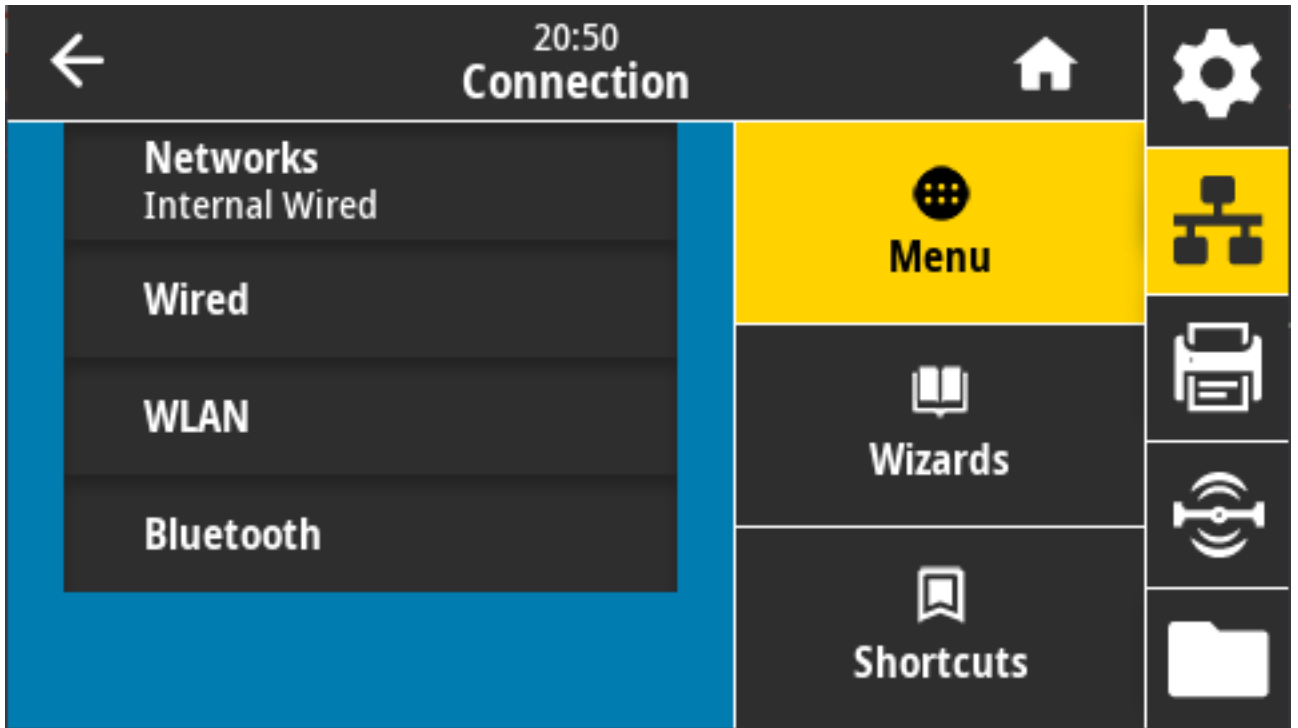 20:50
Connection
Networks
Internal Wired
Wired
WLAN
Bluetooth
Menu
Wizards
Shortcuts